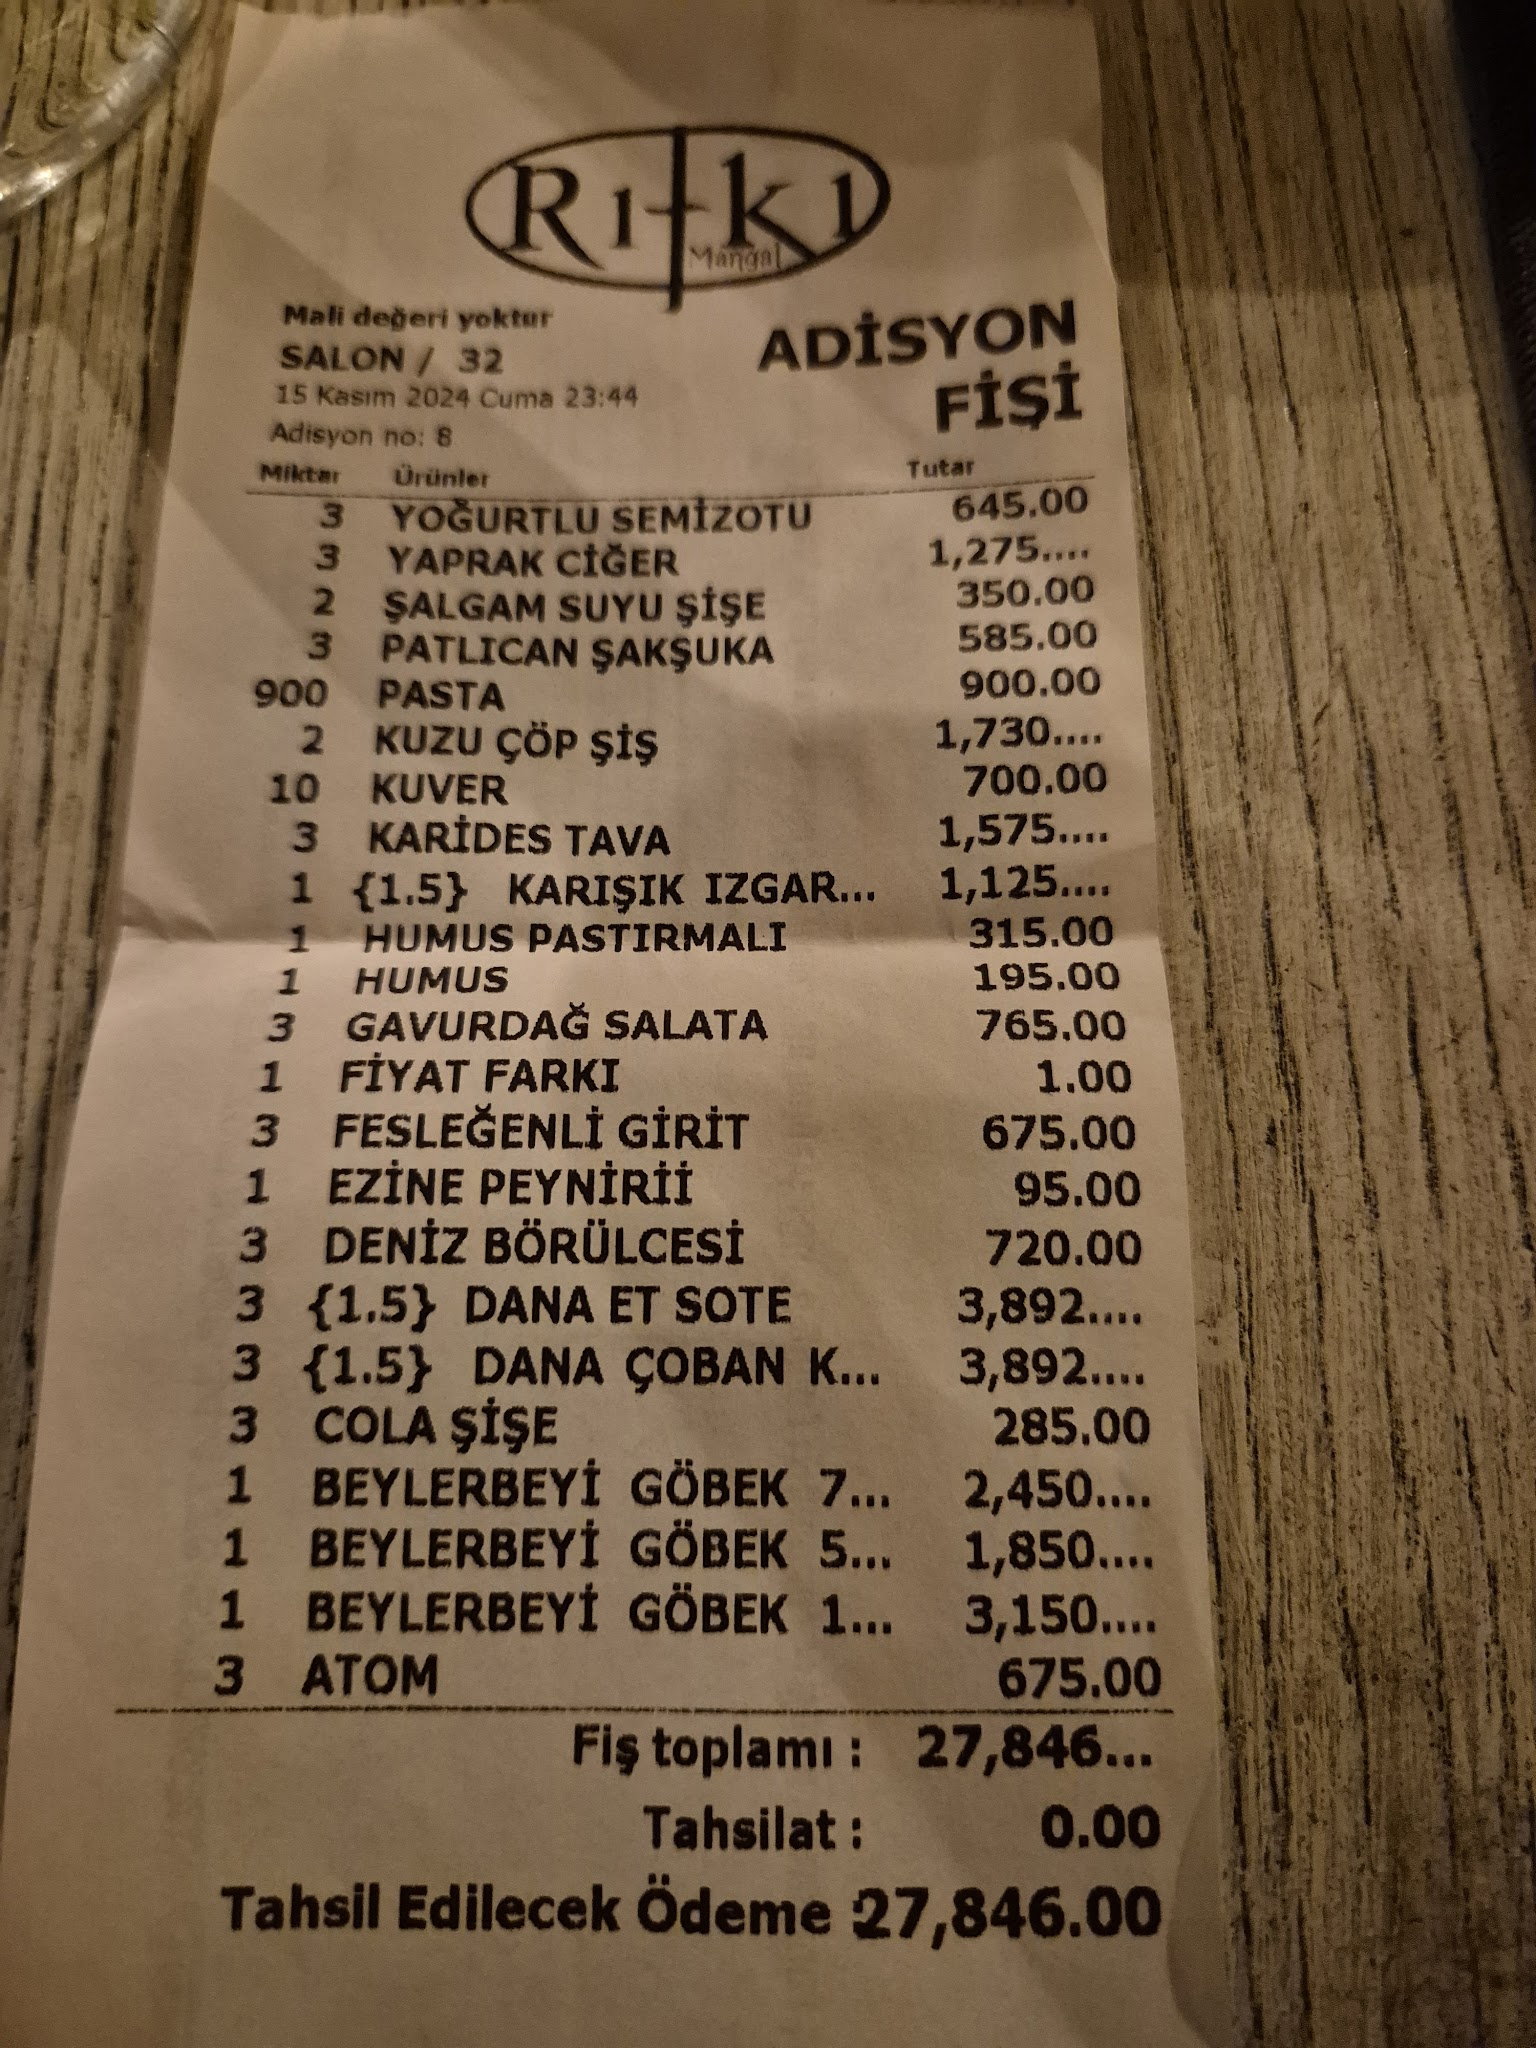 Rıfkı
Mangal
Mali değeri yoktur
SALON / 32
15 Kasım 2024 Cuma 23:44
Adisyon no: 8
ADİSYON
FİŞİ
Miktar Ürünler Tutar
3 YOĞURTLU SEMİZOTU 645.00
3 YAPRAK CİĞER 1,275....
2 ŞALGAM SUYU ŞİŞE 350.00
3 PATLICAN ŞAKŞUKA 585.00
900 PASTA 900.00
2 KUZU ÇÖP ŞİŞ 1,730....
10 KUVER 700.00
3 KARİDES TAVA 1,575....
1 {1.5} KARIŞIK IZGAR... 1,125....
1 HUMUS PASTIRMALI 315.00
1 HUMUS 195.00
3 GAVURDAĞ SALATA 765.00
1 FİYAT FARKI 1.00
3 FESLEĞENLİ GİRİT 675.00
1 EZİNE PEYNİRİİ 95.00
3 DENİZ BÖRÜLCESİ 720.00
3 {1.5} DANA ET SOTE 3,892....
3 {1.5} DANA ÇOBAN K... 3,892....
3 COLA ŞİŞE 285.00
1 BEYLERBEYİ GÖBEK 7... 2,450....
1 BEYLERBEYİ GÖBEK 5... 1,850....
1 BEYLERBEYİ GÖBEK 1... 3,150....
3 ATOM 675.00
Fiş toplamı : 27,846...
Tahsilat : 0.00
Tahsil Edilecek Ödeme :27,846.00